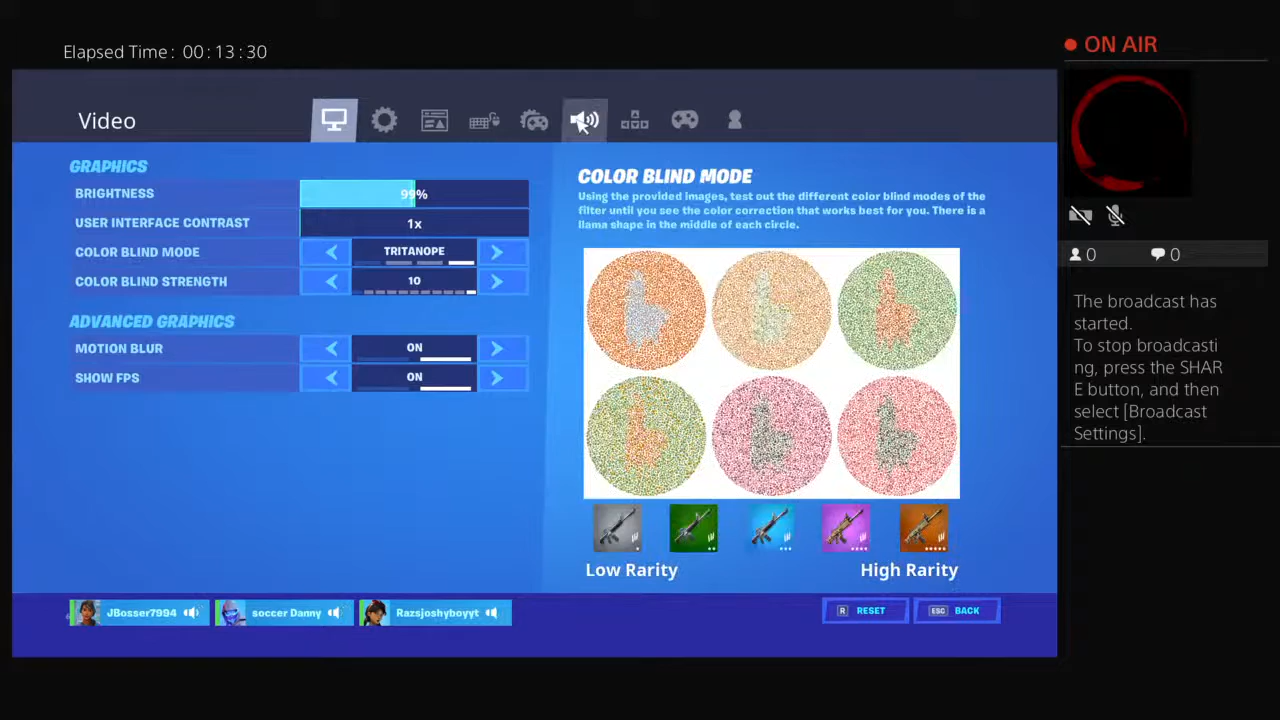 Elapsed Time: 00:13:30
ON AIR
Video
GRAPHICS
BRIGHTNESS
99%
USER INTERFACE CONTRAST
1x
COLOR BLIND MODE
TRITANOPE
COLOR BLIND STRENGTH
10
ADVANCED GRAPHICS
MOTION BLUR
ON
SHOW FPS
ON
COLOR BLIND MODE
Using the provided images, test out the different color blind modes of the
filter until you see the color correction that works best for you. There is a
llama shape in the middle of each circle.
Low Rarity
High Rarity
0
0
The broadcast has
started.
To stop broadcasti
ng, press the SHAR
E button, and then
select [Broadcast
Settings].
JBosser7994
soccer Danny
Razsjoshyboyyt
R RESET
ESC BACK